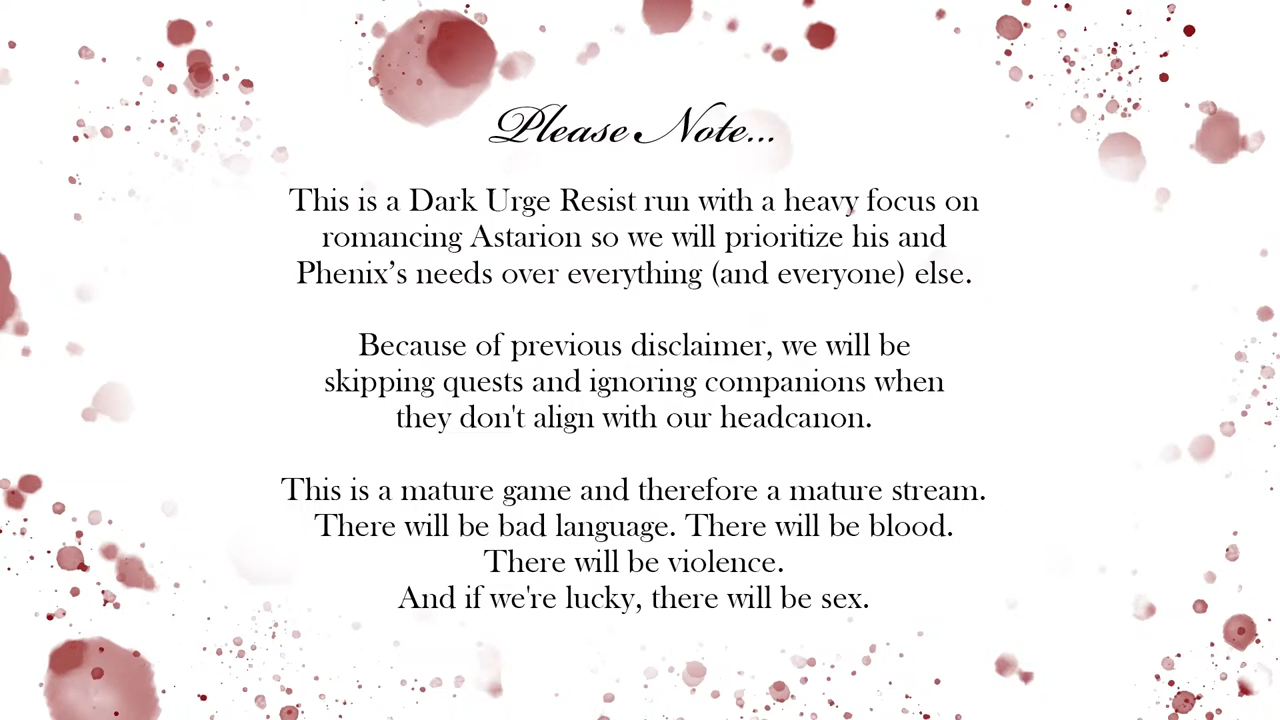 Please Note...
This is a Dark Urge Resist run with a heavy focus on
romancing Astarion so we will prioritize his and
Phenix’s needs over everything (and everyone) else.
Because of previous disclaimer, we will be
skipping quests and ignoring companions when
they don't align with our headcanon.
This is a mature game and therefore a mature stream.
There will be bad language. There will be blood.
There will be violence.
And if we're lucky, there will be sex.